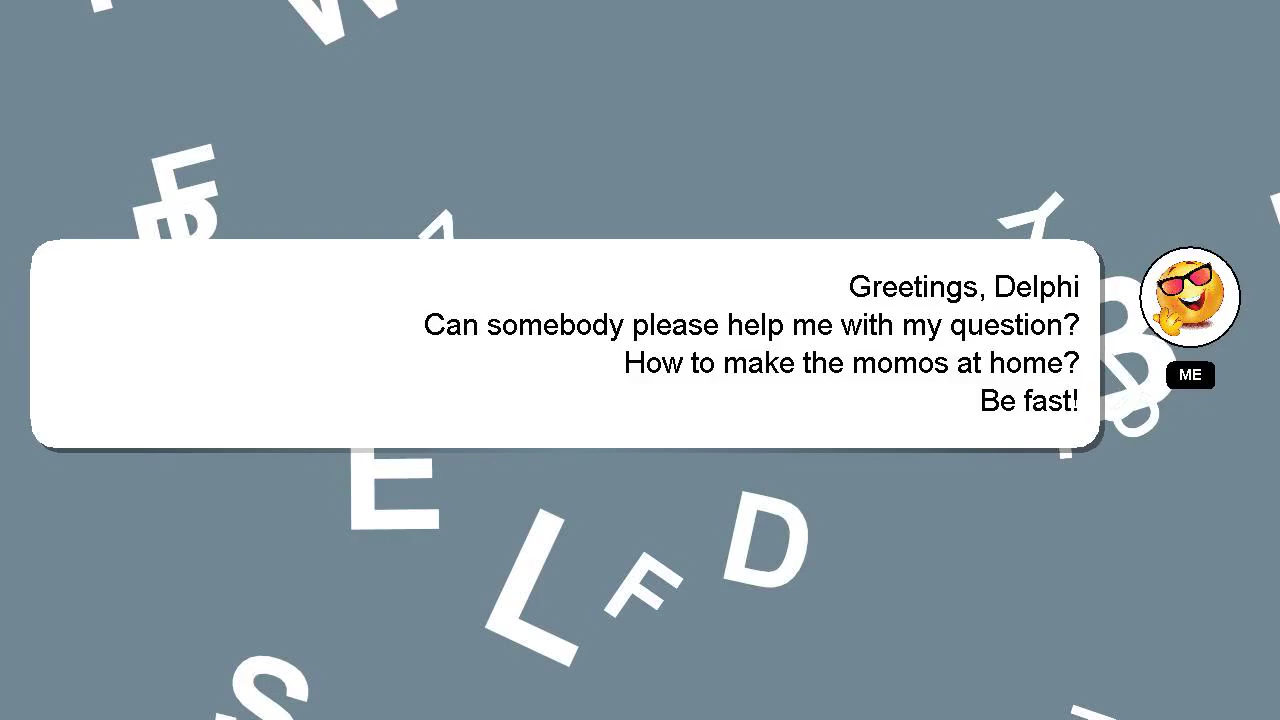 Greetings, Delphi
Can somebody please help me with my question?
How to make the momos at home?
Be fast!
ME
W
F
P
Y
B
E
L
F
D
S